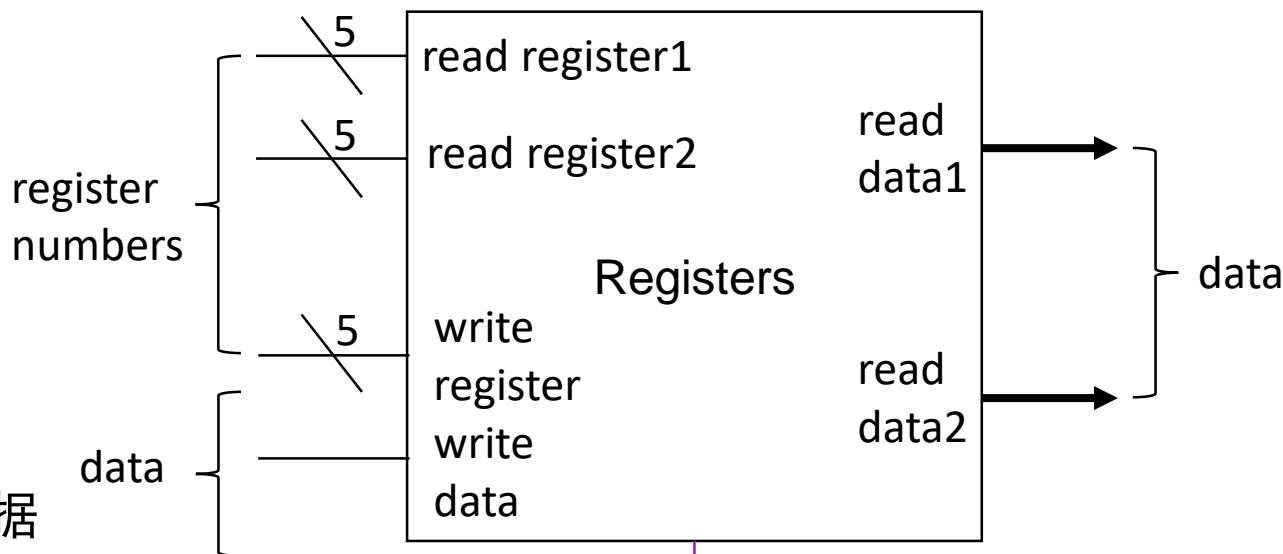 5
read register1
5
read register2
register
numbers
read
data1
Registers
data
5
write
register
read
data2
write
data
data
据